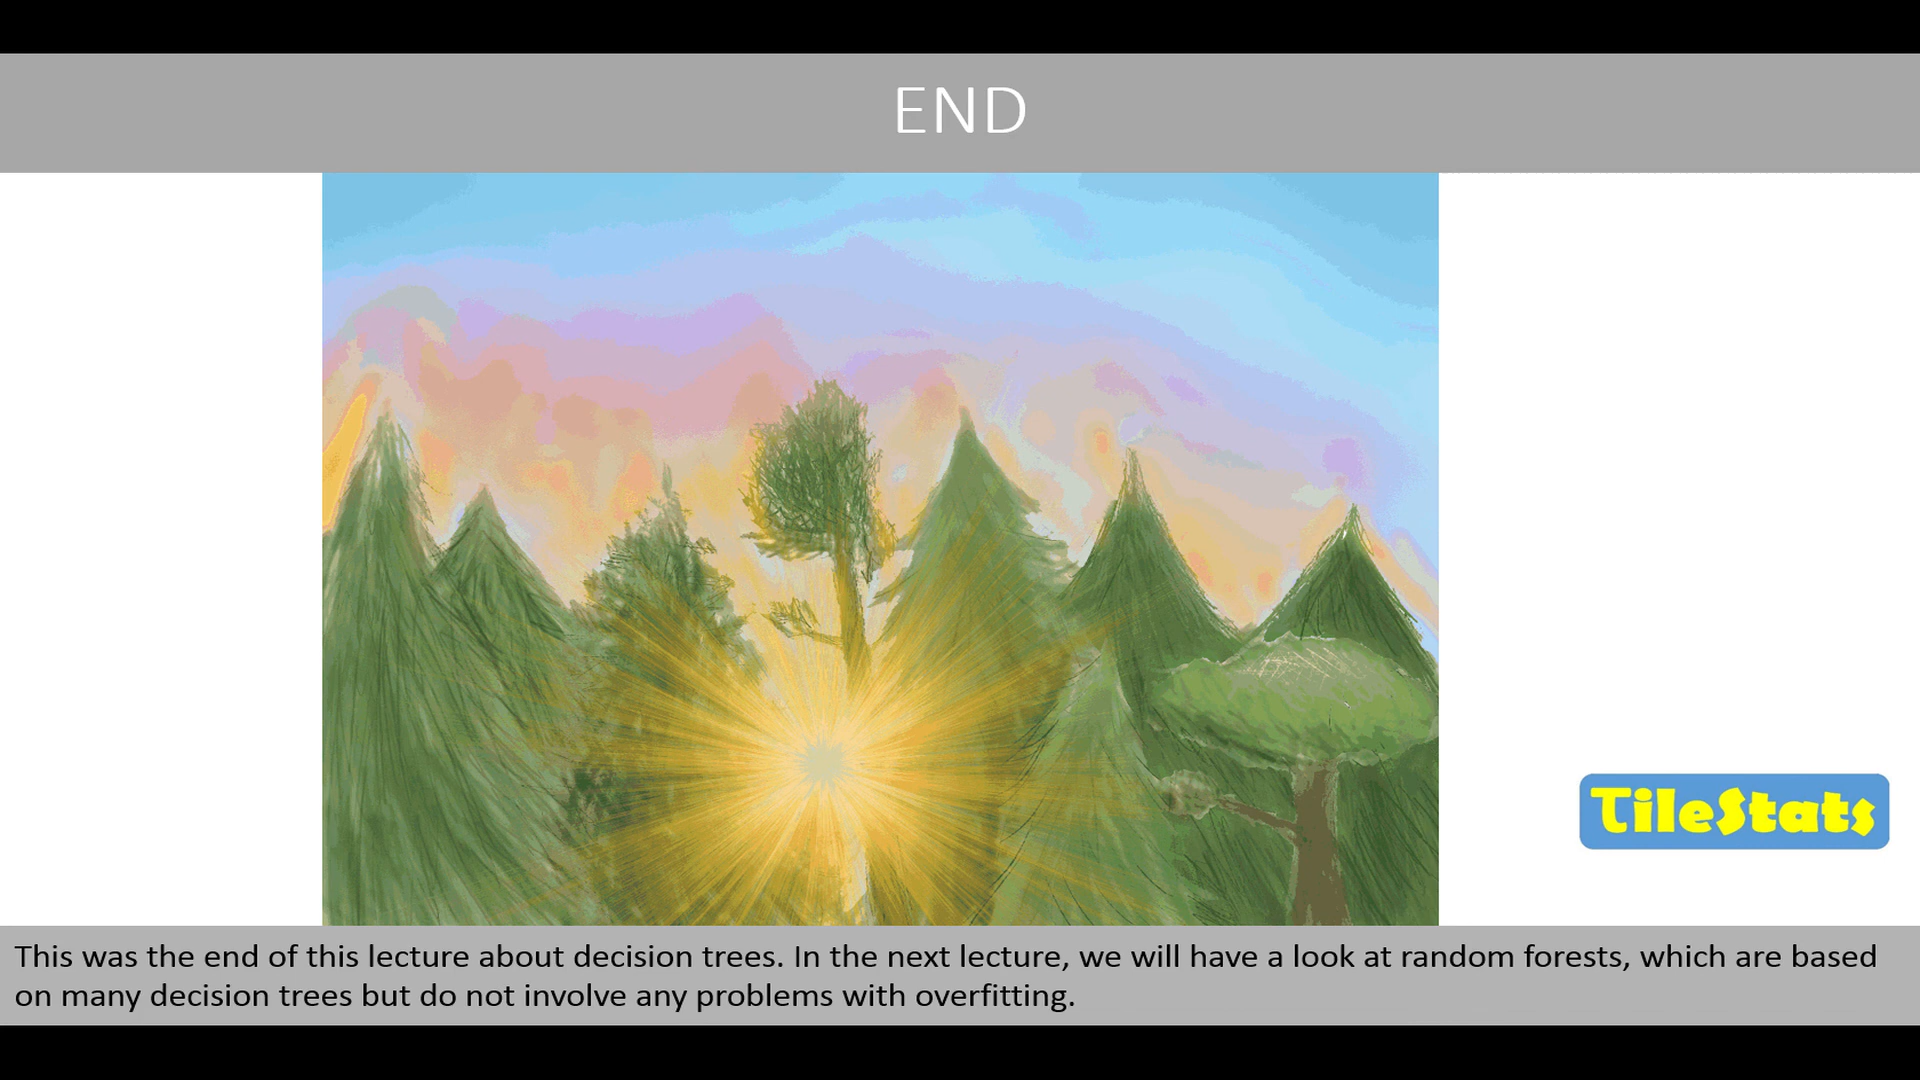 END
TileStats
This was the end of this lecture about decision trees. In the next lecture, we will have a look at random forests, which are based
on many decision trees but do not involve any problems with overfitting.